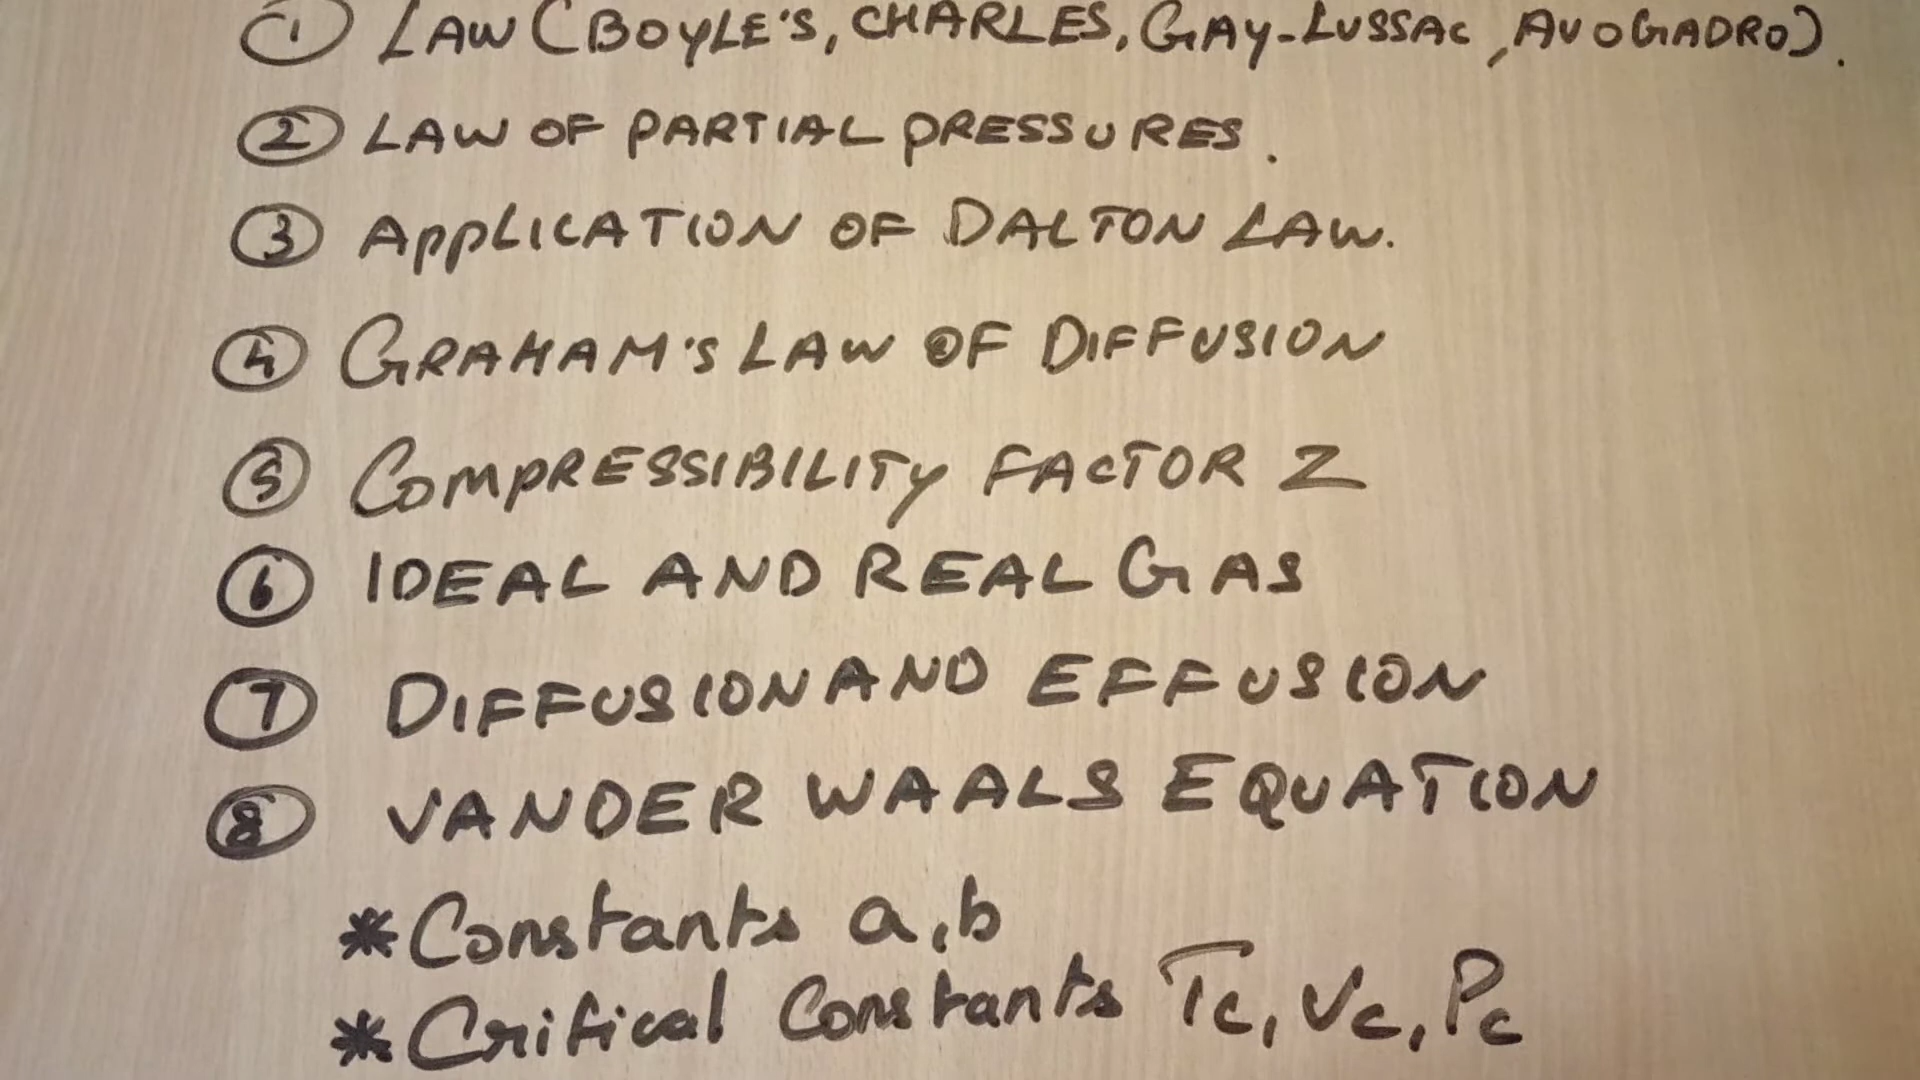 ① LAW (BOYLE'S, CHARLES, GAY-LUSSAC, AVOGADRO).
② LAW OF PARTIAL PRESSURES.
③ APPLICATION OF DALTON LAW.
④ GRAHAM'S LAW OF DIFFUSION
⑤ COMPRESSIBILITY FACTOR Z
⑥ IDEAL AND REAL GAS
⑦ DIFFUSION AND EFFUSION
⑧ VANDER WAALS EQUATION
* Constants a, b
* Critical Constants Tc, Vc, Pc